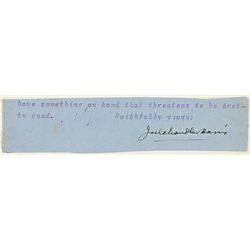 have something on hand that threatens to be pret-
ty good.        Faithfully yours:
Joel Chandler Harris